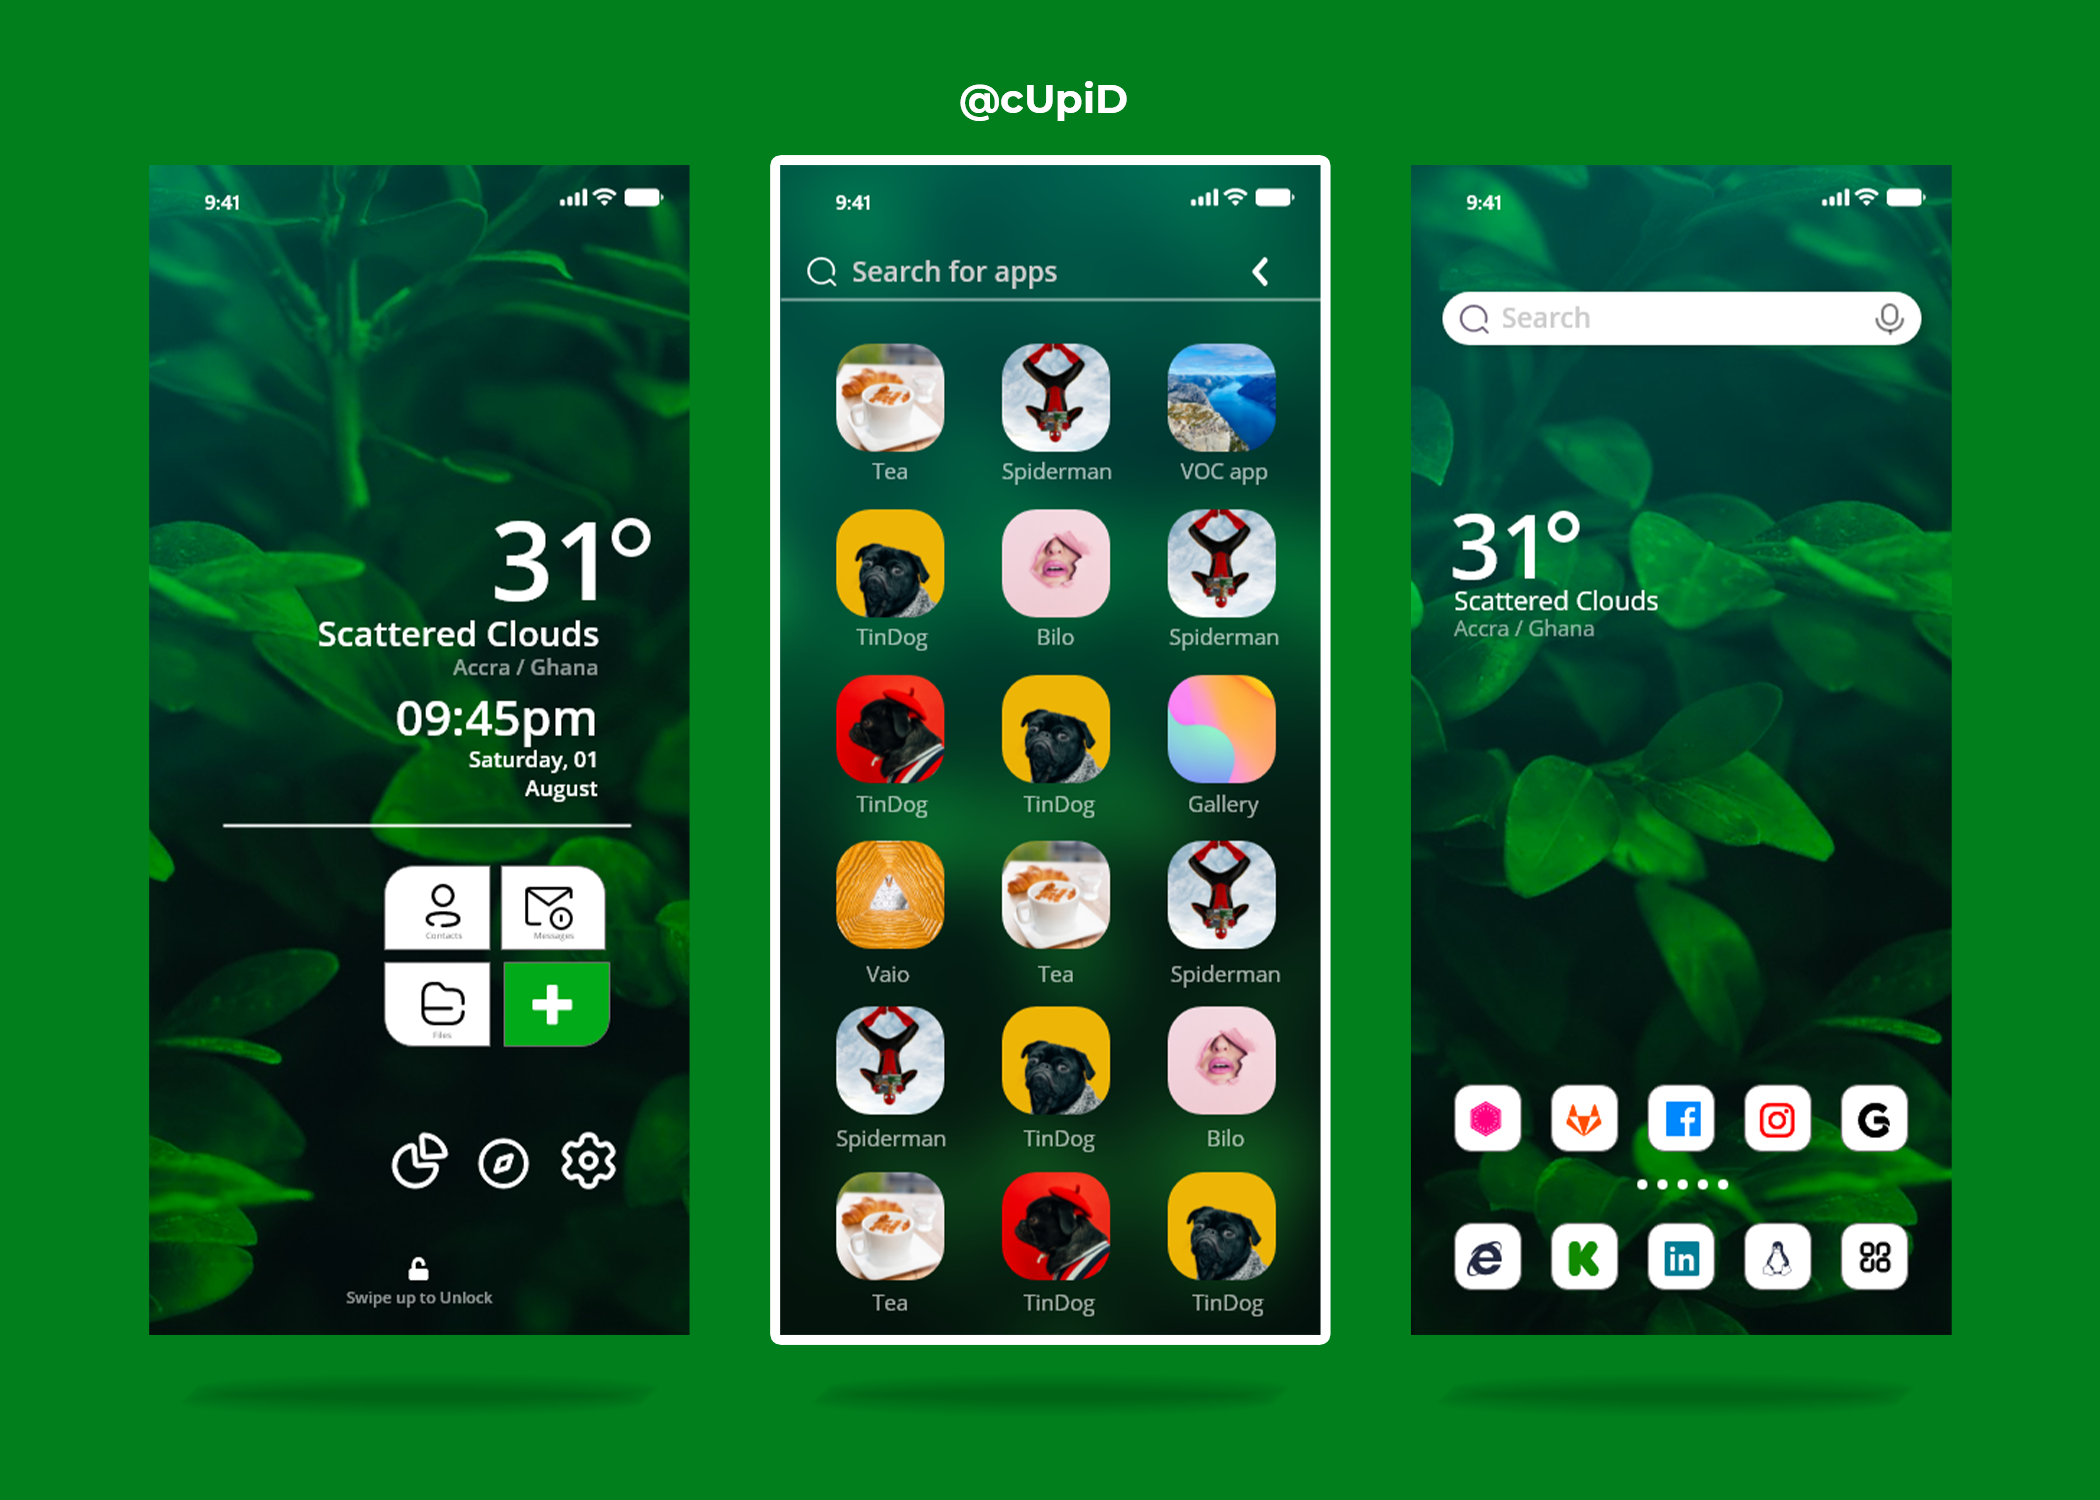 @cUpiD
9:41
31°
Scattered Clouds
Accra / Ghana
09:45pm
Saturday, 01
August
Contacts
Messages
Files
Swipe up to Unlock
9:41
Search for apps
Tea
Spiderman
VOC app
TinDog
Bilo
Spiderman
TinDog
TinDog
Gallery
Vaio
Tea
Spiderman
Spiderman
TinDog
Bilo
Tea
TinDog
TinDog
9:41
Search
31°
Scattered Clouds
Accra / Ghana